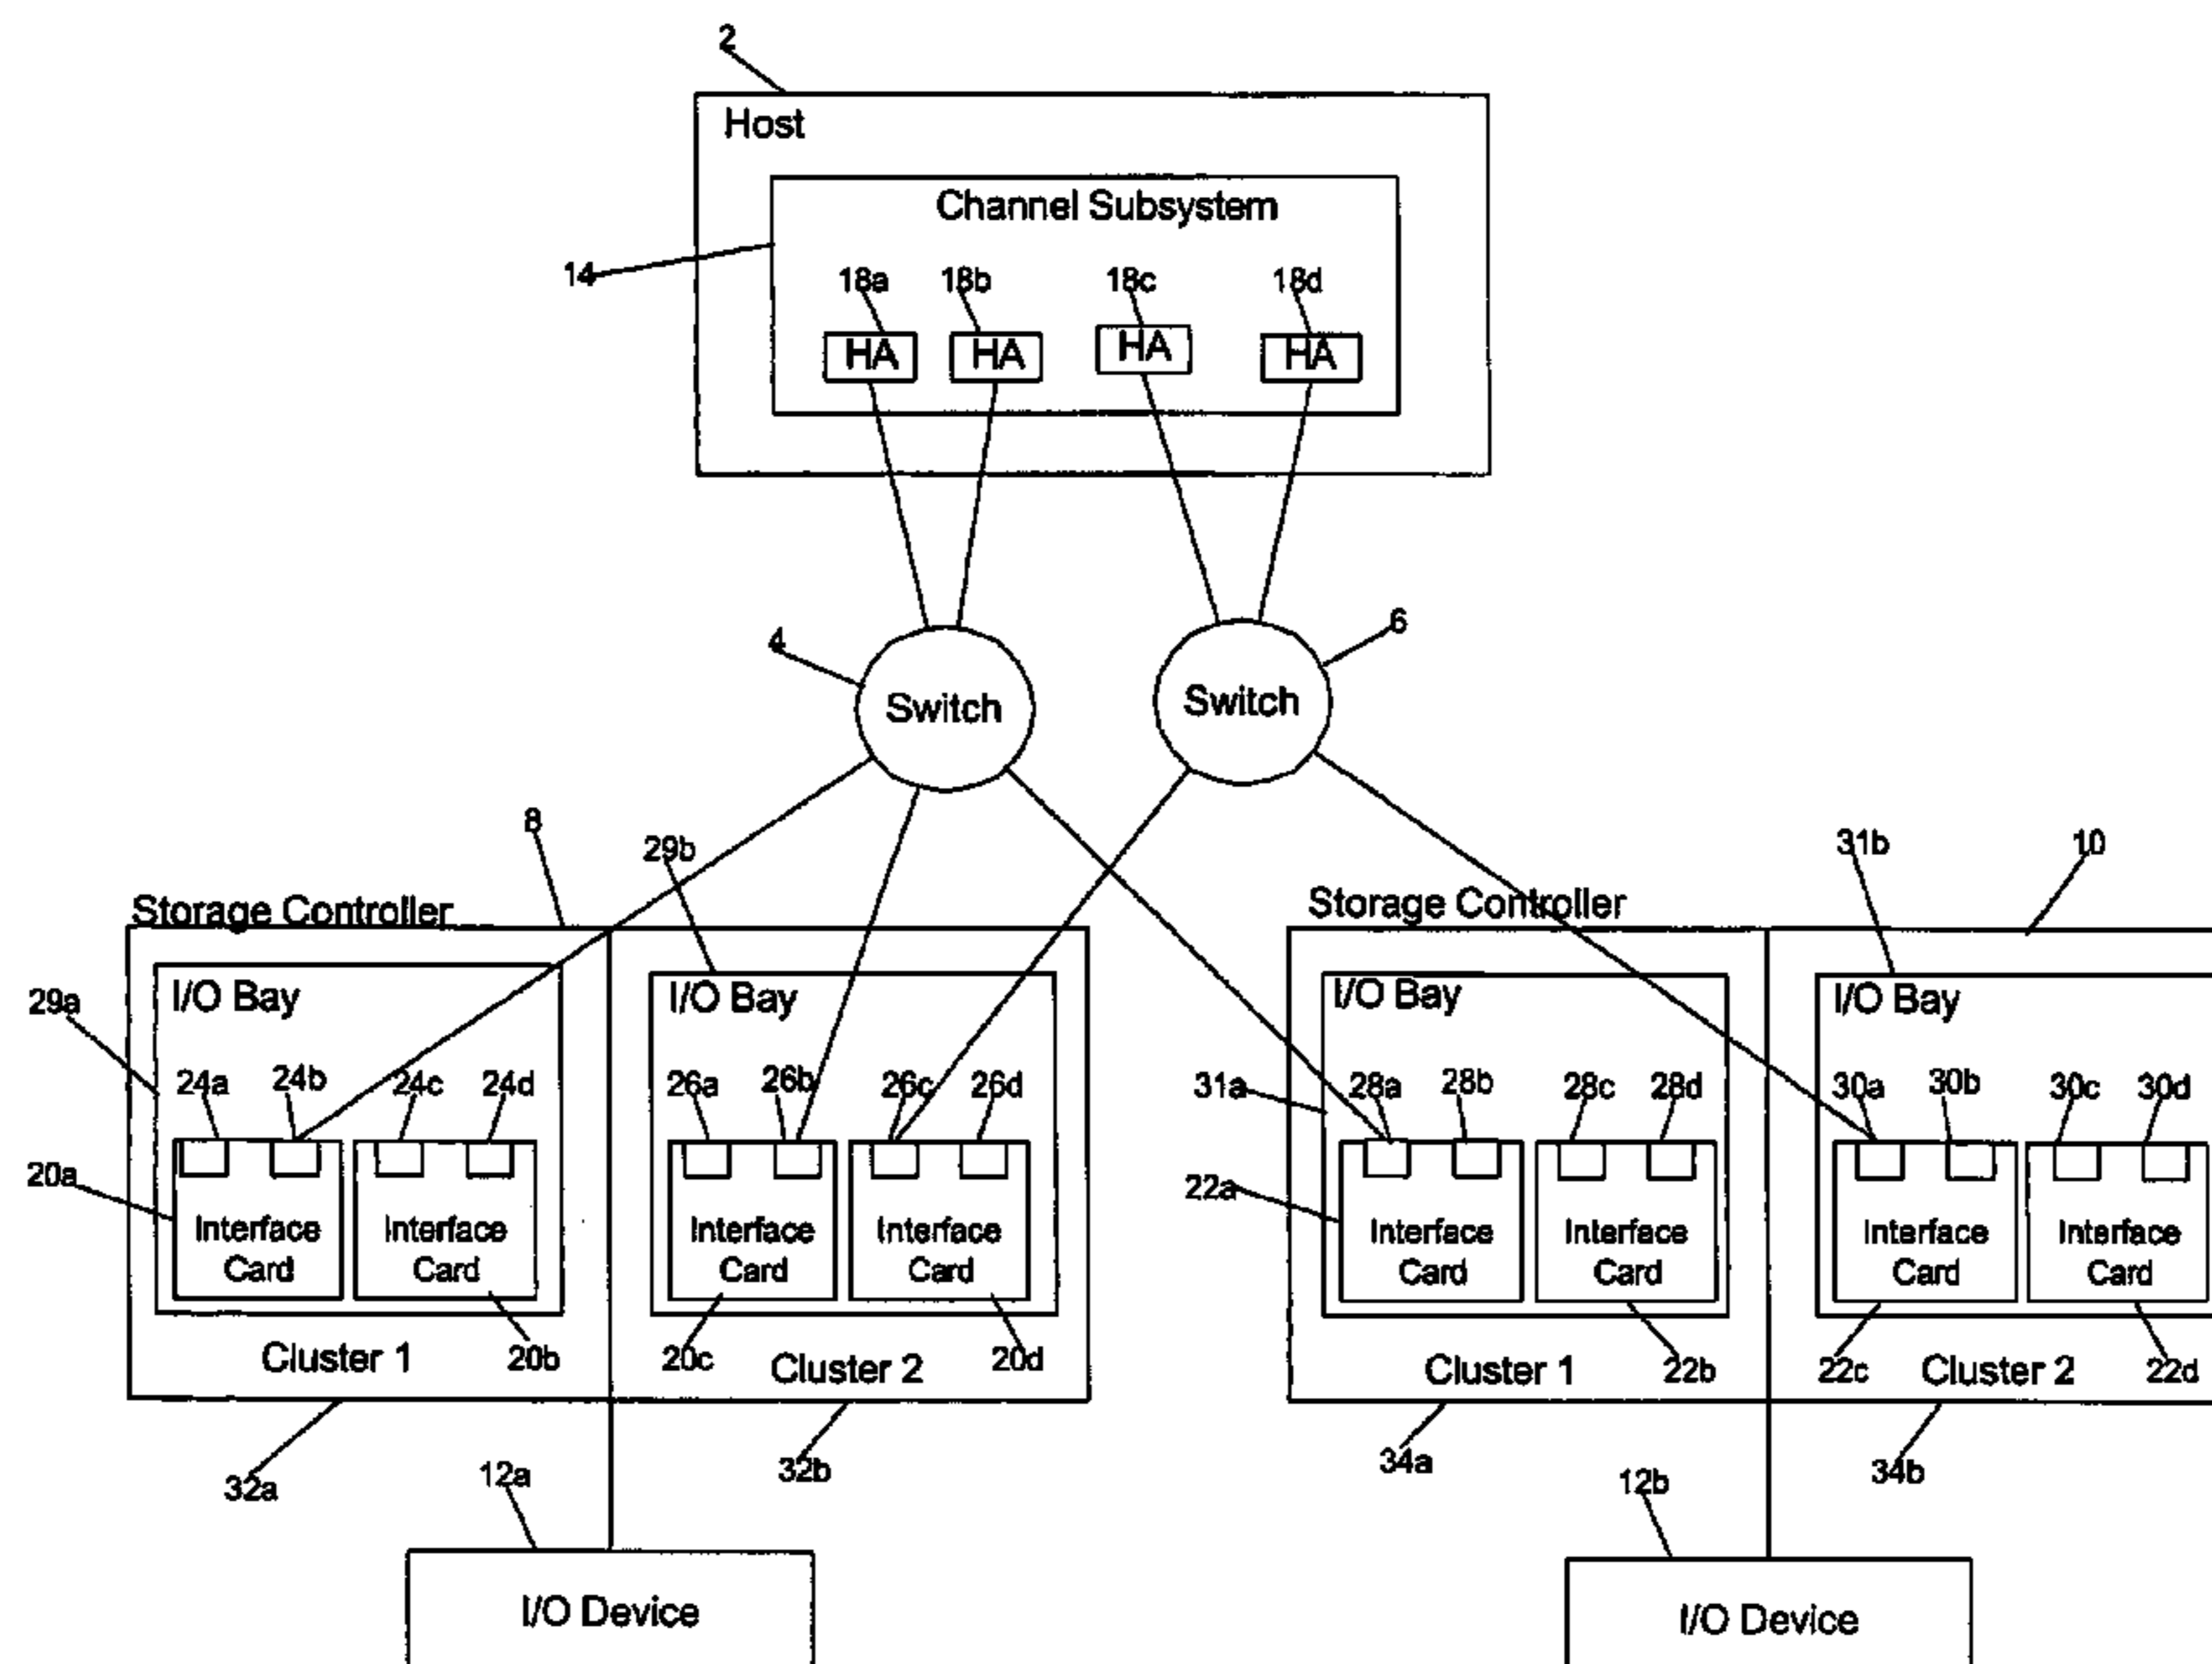 2
Host
Channel Subsystem
14
18a 18b 18c 18d
HA HA HA HA
4 6
Switch Switch
8 29b 31b 10
Storage Controller Storage Controller
I/O Bay I/O Bay I/O Bay I/O Bay
29a
24a 24b 24c 24d 26a 26b 26c 26d 31a 28a 28b 28c 28d 30a 30b 30c 30d
20a 22a
Interface Interface Interface Interface Interface Interface Interface Interface
Card Card Card Card Card Card Card Card
Cluster 1 20b 20c Cluster 2 20d Cluster 1 22b 22c Cluster 2 22d
32a 12a 32b 34a 12b 34b
I/O Device I/O Device